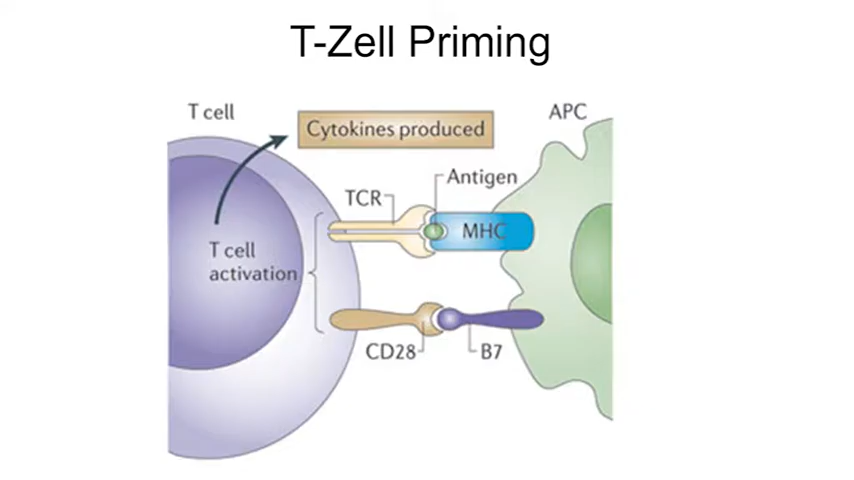 T-Zell Priming
T cell
Cytokines produced
APC
Antigen
TCR
MHC
T cell
activation
CD28
B7